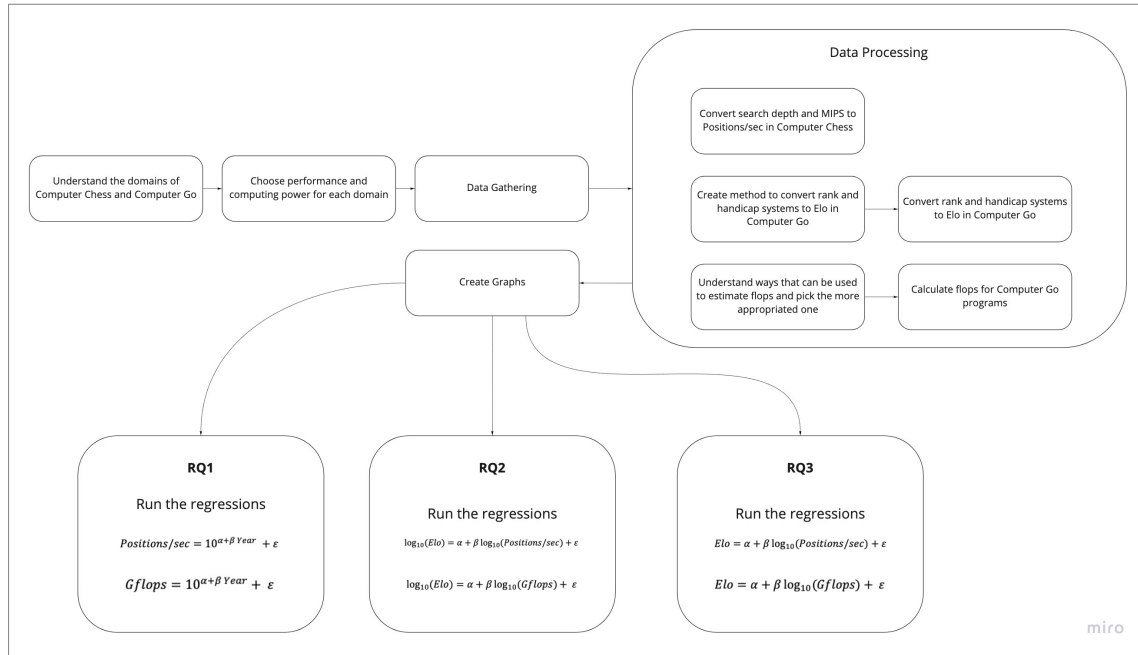 Data Processing
Convert search depth and MIPS to
Positions/sec in Computer Chess
Understand the domains of
Computer Chess and Computer Go
Choose performance and
computing power for each domain
Data Gathering
Create method to convert rank and
handicap systems to Elo in
Computer Go
Convert rank and handicap systems
to Elo in Computer Go
Create Graphs
Understand ways that can be used
to estimate flops and pick the more
appropriated one
Calculate flops for Computer Go
programs
RQ1
Run the regressions
Positions/sec = 10^{α+β Year} + ε
Gflops = 10^{α+β Year} + ε
RQ2
Run the regressions
log₁₀(Elo) = α + β log₁₀(Positions/sec) + ε
log₁₀(Elo) = α + β log₁₀(Gflops) + ε
RQ3
Run the regressions
Elo = α + β log₁₀(Positions/sec) + ε
Elo = α + β log₁₀(Gflops) + ε
miro